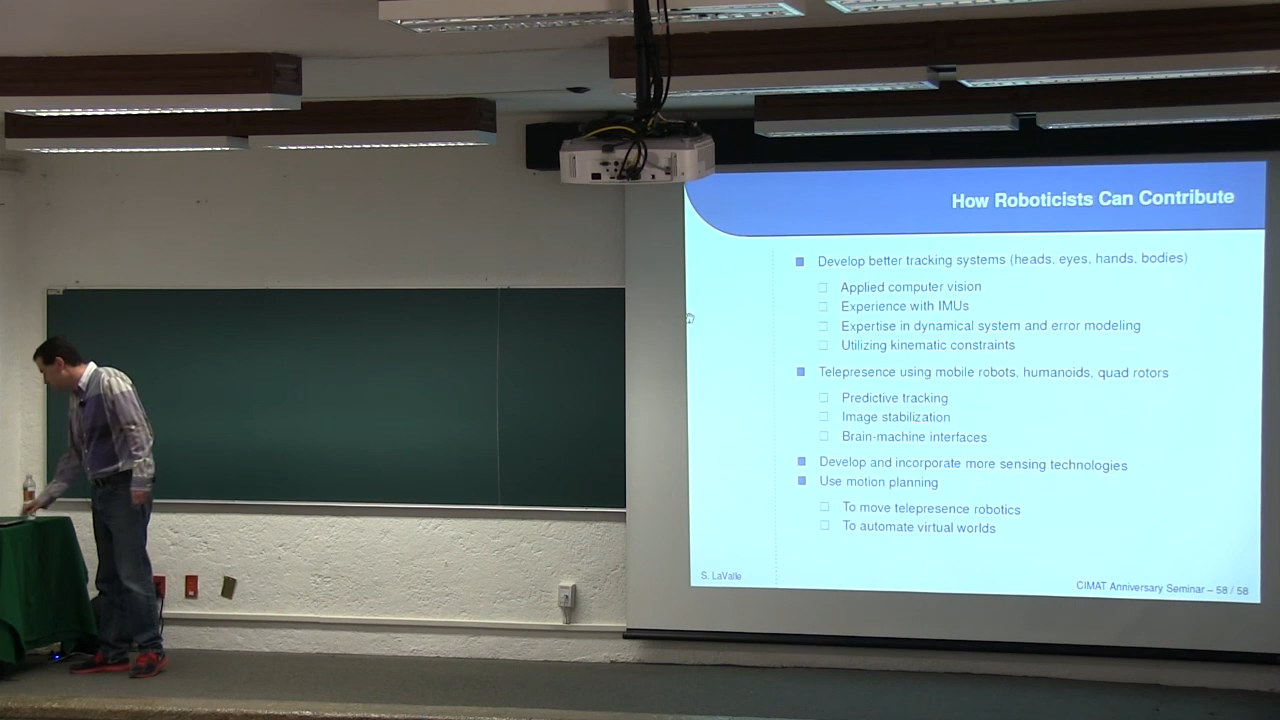 How Roboticists Can Contribute
Develop better tracking systems (heads, eyes, hands, bodies)
Applied computer vision
Experience with IMUs
Expertise in dynamical system and error modeling
Utilizing kinematic constraints
Telepresence using mobile robots, humanoids, quad rotors
Predictive tracking
Image stabilization
Brain-machine interfaces
Develop and incorporate more sensing technologies
Use motion planning
To move telepresence robotics
To automate virtual worlds
S. LaValle
CIMAT Anniversary Seminar – 58 / 58